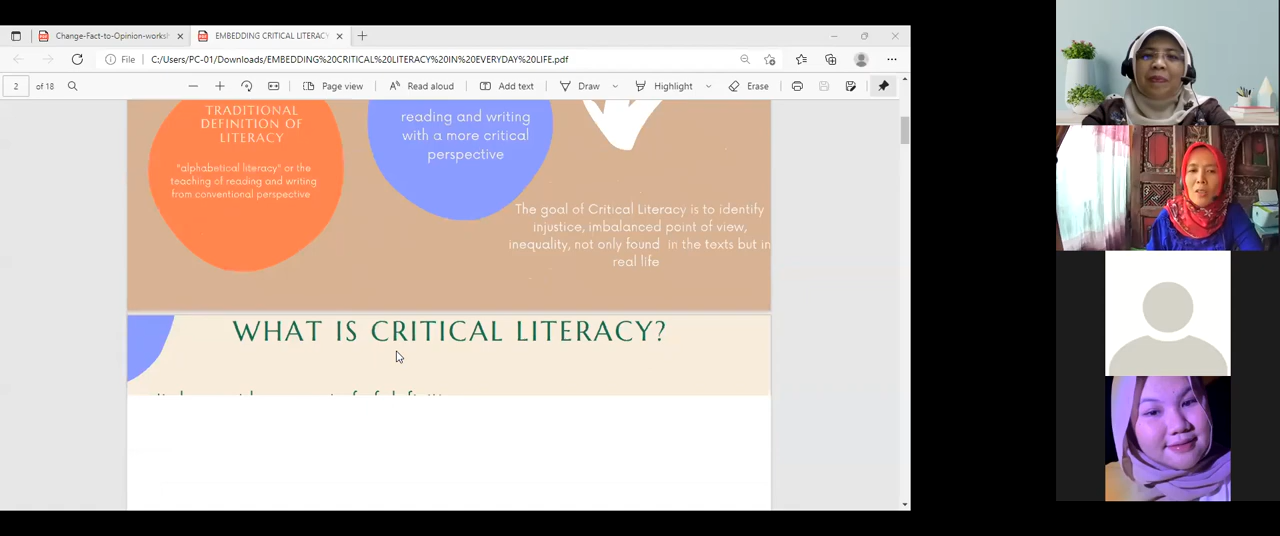 Change-Fact-to-Opinion-worksh
EMBEDDING CRITICAL LITERACY
File
C:/Users/PC-01/Downloads/EMBEDDING%20CRITICAL%20LITERACY%20IN%20EVERYDAY%20LIFE.pdf
2 of 18
Page view
Read aloud
Add text
Draw
Highlight
Erase
TRADITIONAL
DEFINITION OF
LITERACY
"alphabetical literacy" or the
teaching of reading and writing
from conventional perspective
reading and writing
with a more critical
perspective
The goal of Critical Literacy is to identify
injustice, imbalanced point of view,
inequality, not only found in the texts but in
real life
WHAT IS CRITICAL LITERACY?